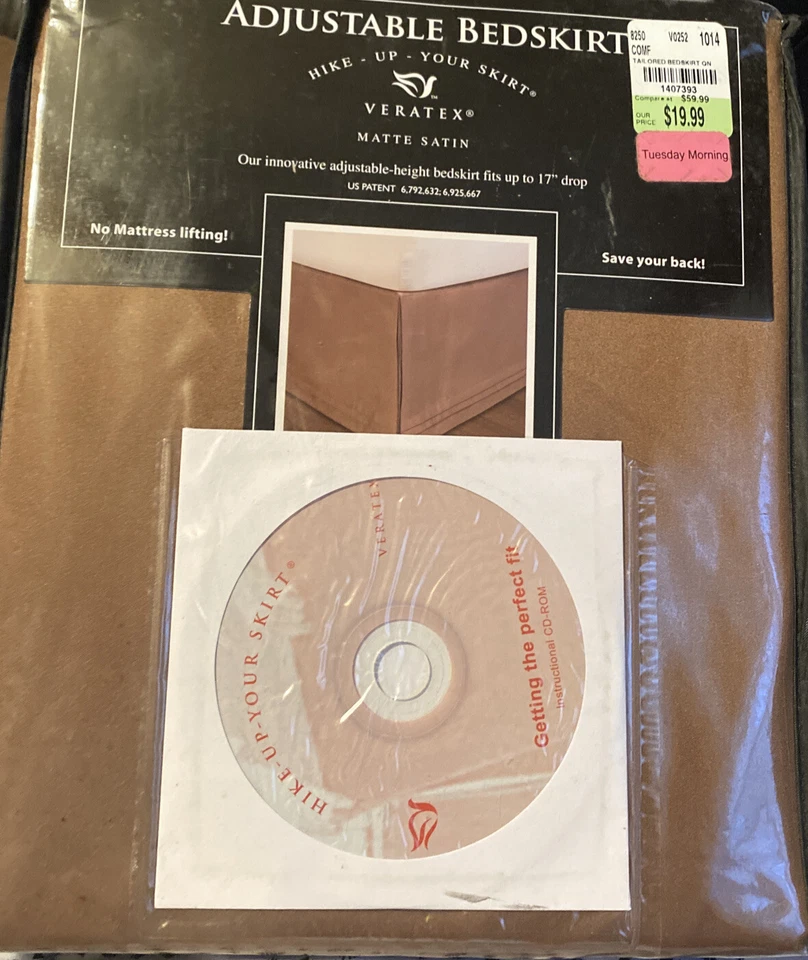 ADJUSTABLE BEDSKIRT
HIKE - UP - YOUR SKIRT®
VERATEX®
MATTE SATIN
Our innovative adjustable-height bedskirt fits up to 17" drop
US PATENT 6,792,632; 6,925,667
No Mattress lifting!
Save your back!
8250 V0252 1014
COMF
TAILORED BEDSKIRT QN
1407393
Compare at $59.99
OUR PRICE $19.99
Tuesday Morning
VERATEX
HIKE-UP-YOUR SKIRT®
Getting the perfect fit
Instructional CD-ROM